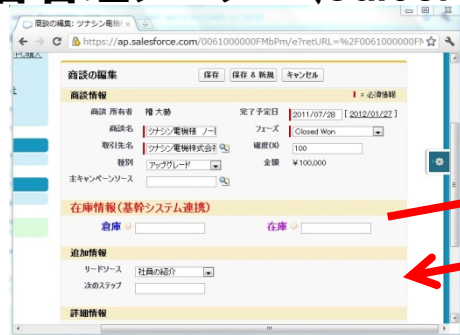 商談の編集: ツナシン電機 ×
https://ap.salesforce.com/0061000000FMbPm/e?retURL=%2F0061000000FM
商談の編集 保存 保存 & 新規 キャンセル
商談情報 = 必須情報
商談 所有者 檀 大勝 完了予定日 2011/07/28 [ 2012/01/27 ]
商談名 ツナシン電機様 ノー フェーズ Closed Won
取引先名 ツナシン電機株式会社 確度(%) 100
種別 アップグレード 金額 ¥100,000
主キャンペーンソース
在庫情報(基幹システム連携)
倉庫 在庫
追加情報
リードソース 社員の紹介
次のステップ
詳細情報